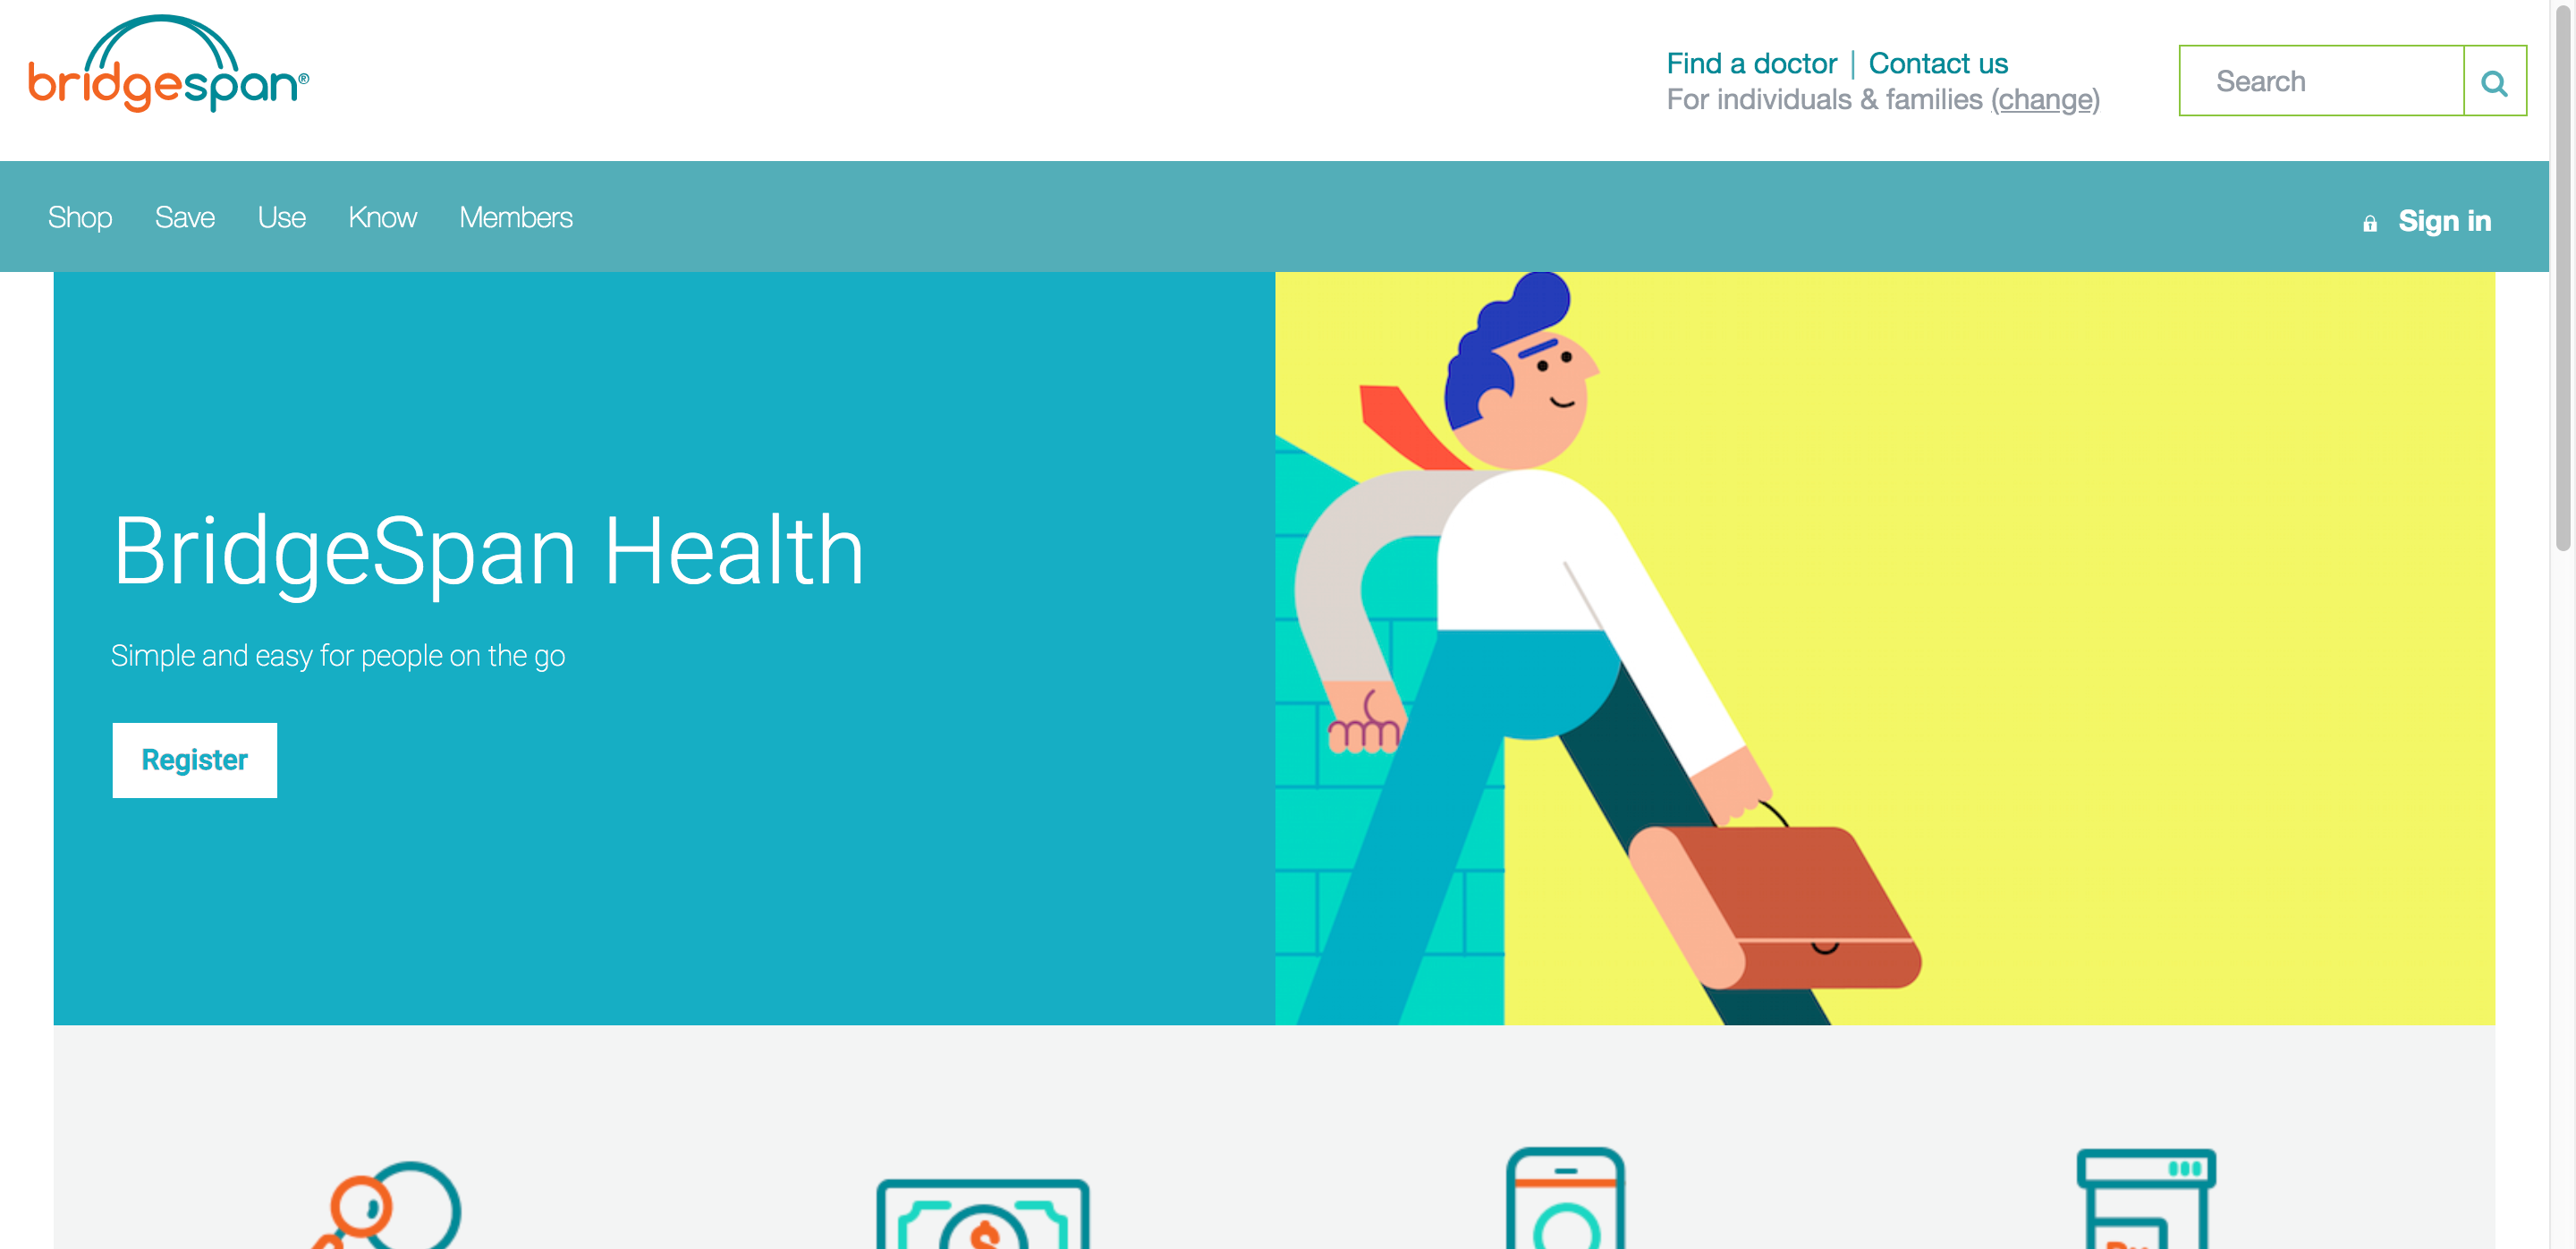 bridgespan®
Find a doctor | Contact us
For individuals & families (change)
Search
Shop Save Use Know Members
Sign in
BridgeSpan Health
Simple and easy for people on the go
Register
$